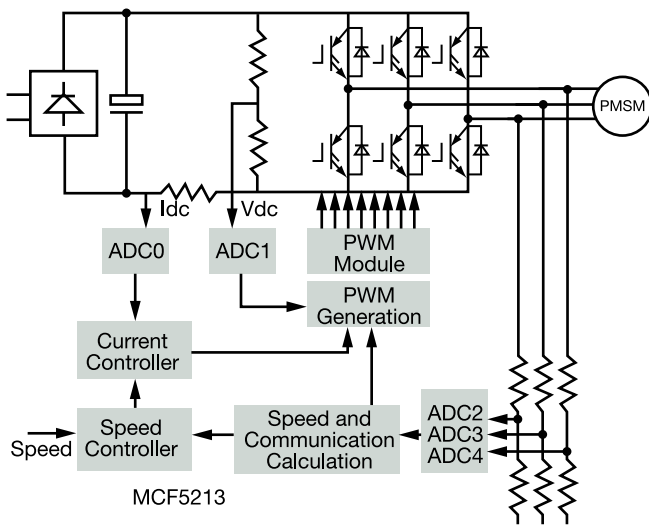 PMSM
Idc
Vdc
ADC0
ADC1
PWM
Module
PWM
Generation
Current
Controller
Speed
Speed
Controller
Speed and
Communication
Calculation
ADC2
ADC3
ADC4
MCF5213